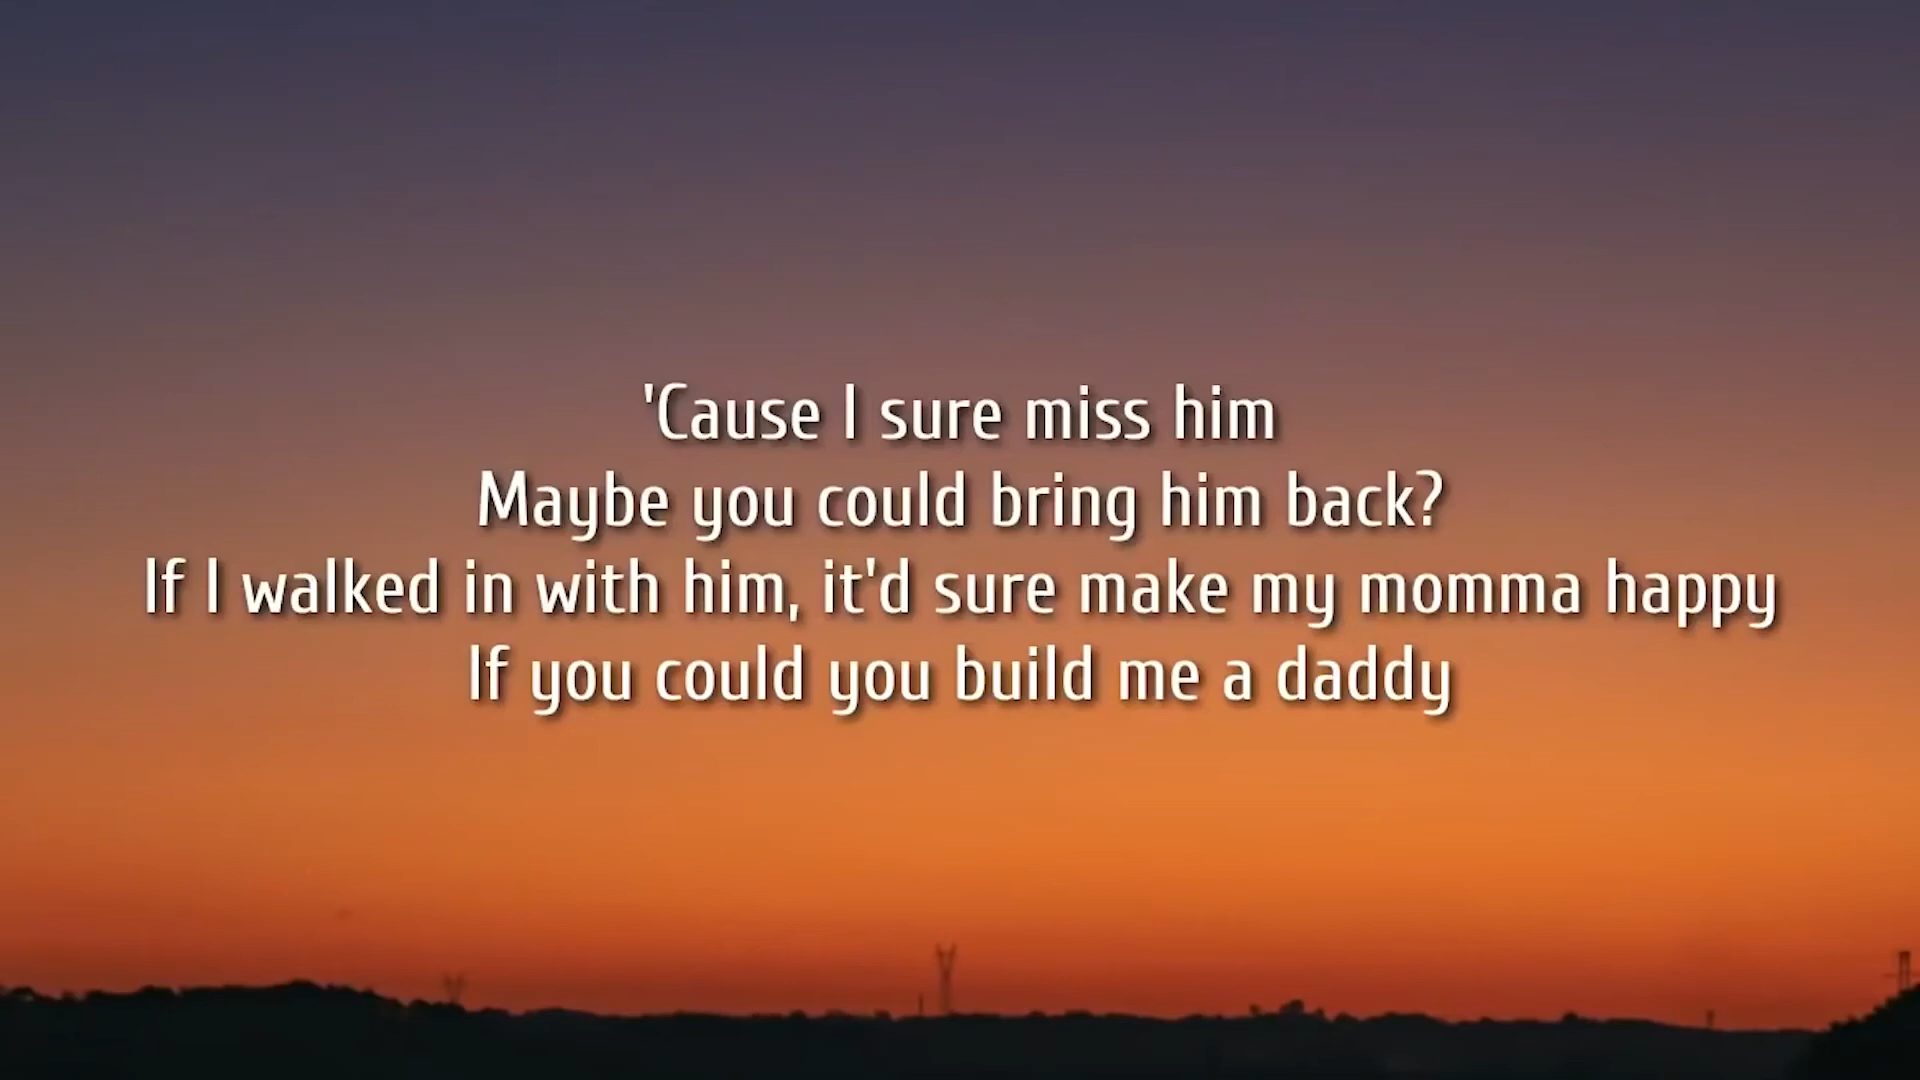 'Cause I sure miss him
Maybe you could bring him back?
If I walked in with him, it'd sure make my momma happy
If you could you build me a daddy